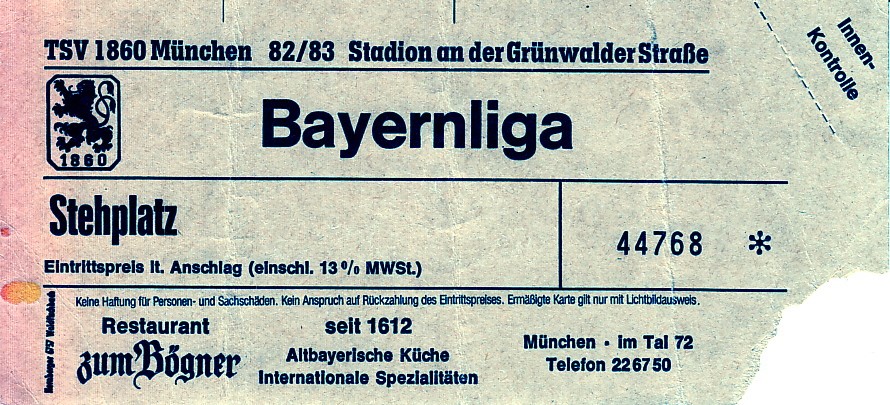 TSV 1860 München 82/83 Stadion an der Grünwalder Straße
Innen-
Kontrolle
1860
Bayernliga
Stehplatz
44768 *
Eintrittspreis lt. Anschlag (einschl. 13% MWSt.)
Keine Haftung für Personen- und Sachschäden. Kein Anspruch auf Rückzahlung des Eintrittspreises. Ermäßigte Karte gilt nur mit Lichtbildausweis.
Restaurant
zum Bögner
seit 1612
Altbayerische Küche
Internationale Spezialitäten
München · Im Tal 72
Telefon 226750